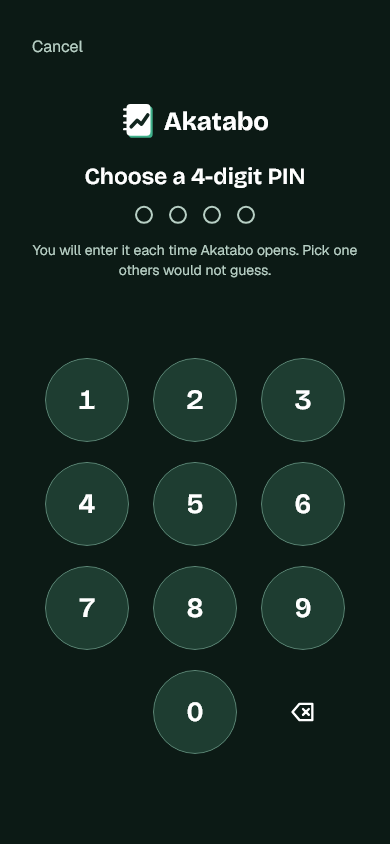 Cancel
Akatabo
Choose a 4-digit PIN
You will enter it each time Akatabo opens. Pick one
others would not guess.
1 2 3
4 5 6
7 8 9
0